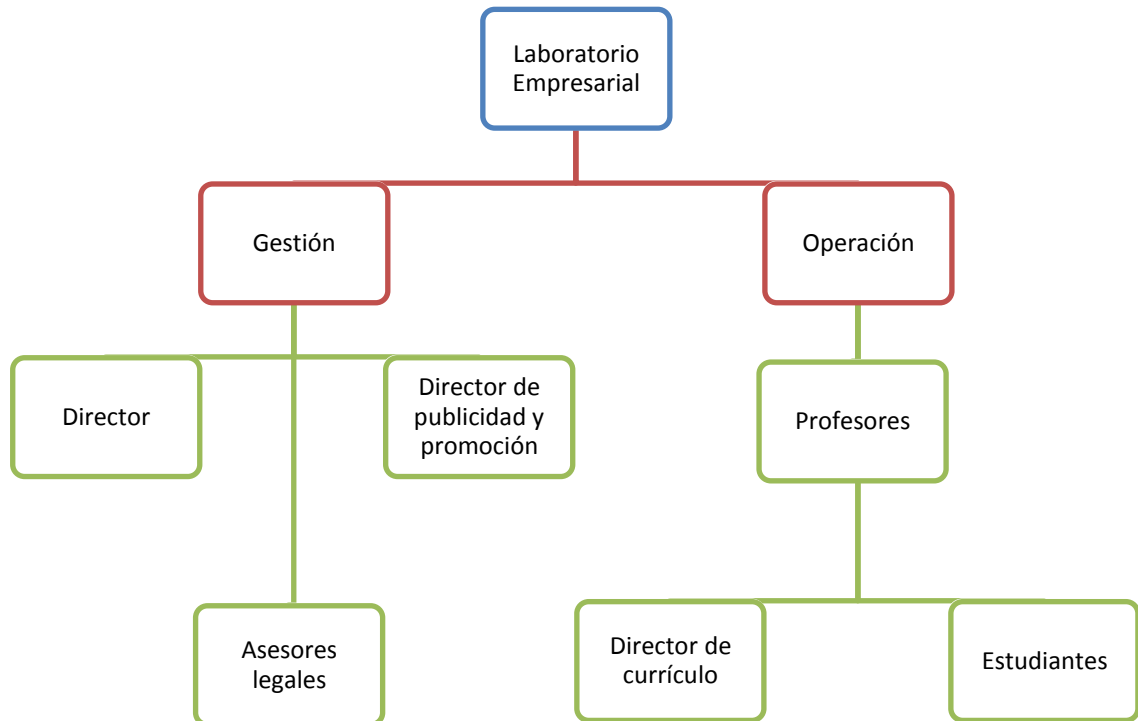 Laboratorio
Empresarial
Gestión
Operación
Director
Director de
publicidad y
promoción
Profesores
Asesores
legales
Director de
currículo
Estudiantes